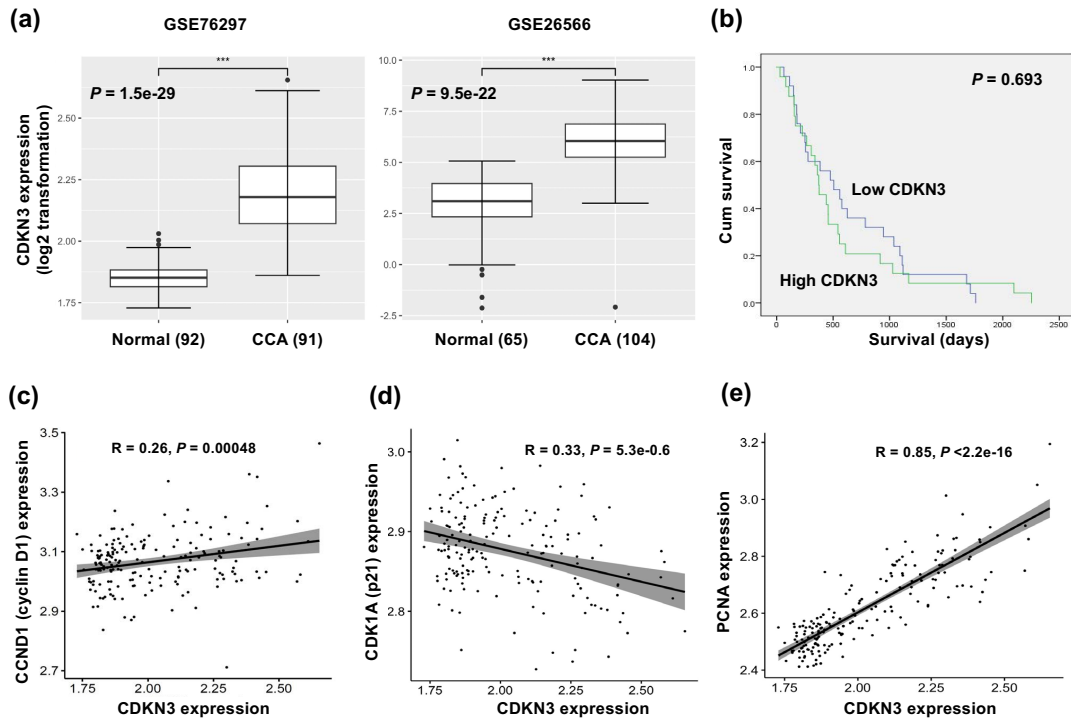 (a)
GSE76297
GSE26566
CDKN3 expression
(log2 transformation)
P = 1.5e-29
***
2.50
2.25
2.00
1.75
Normal (92)
CCA (91)
P = 9.5e-22
***
10.0
7.5
5.0
2.5
0.0
-2.5
Normal (65)
CCA (104)
(b)
P = 0.693
Cum survival
1.0
0.8
0.6
0.4
0.2
0.0
Low CDKN3
High CDKN3
0
500
1000
1500
2000
2500
Survival (days)
(c)
R = 0.26, P = 0.00048
CCND1 (cyclin D1) expression
3.5
3.3
3.1
2.9
2.7
1.75
2.00
2.25
2.50
CDKN3 expression
(d)
R = 0.33, P = 5.3e-0.6
CDK1A (p21) expression
3.0
2.9
2.8
1.75
2.00
2.25
2.50
CDKN3 expression
(e)
R = 0.85, P <2.2e-16
PCNA expression
3.2
3.0
2.8
2.6
2.4
1.75
2.00
2.25
2.50
CDKN3 expression